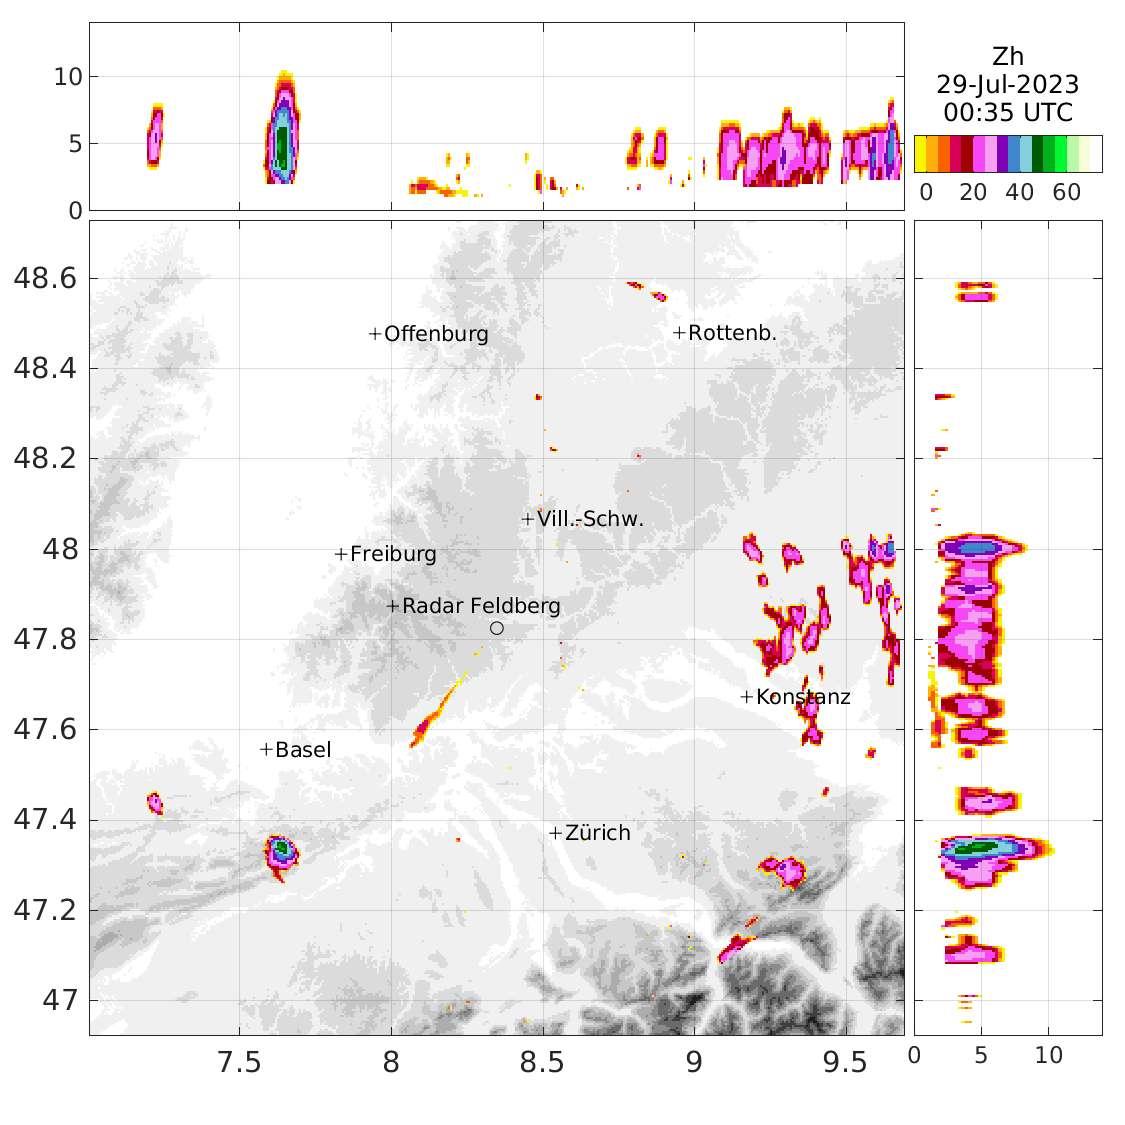 10
5
0
Zh
29-Jul-2023
00:35 UTC
0 20 40 60
48.6
48.4
48.2
48
47.8
47.6
47.4
47.2
47
Offenburg
Rottenb.
Vill.-Schw.
Freiburg
Radar Feldberg
Konstanz
Basel
Zürich
7.5 8 8.5 9 9.5
0 5 10